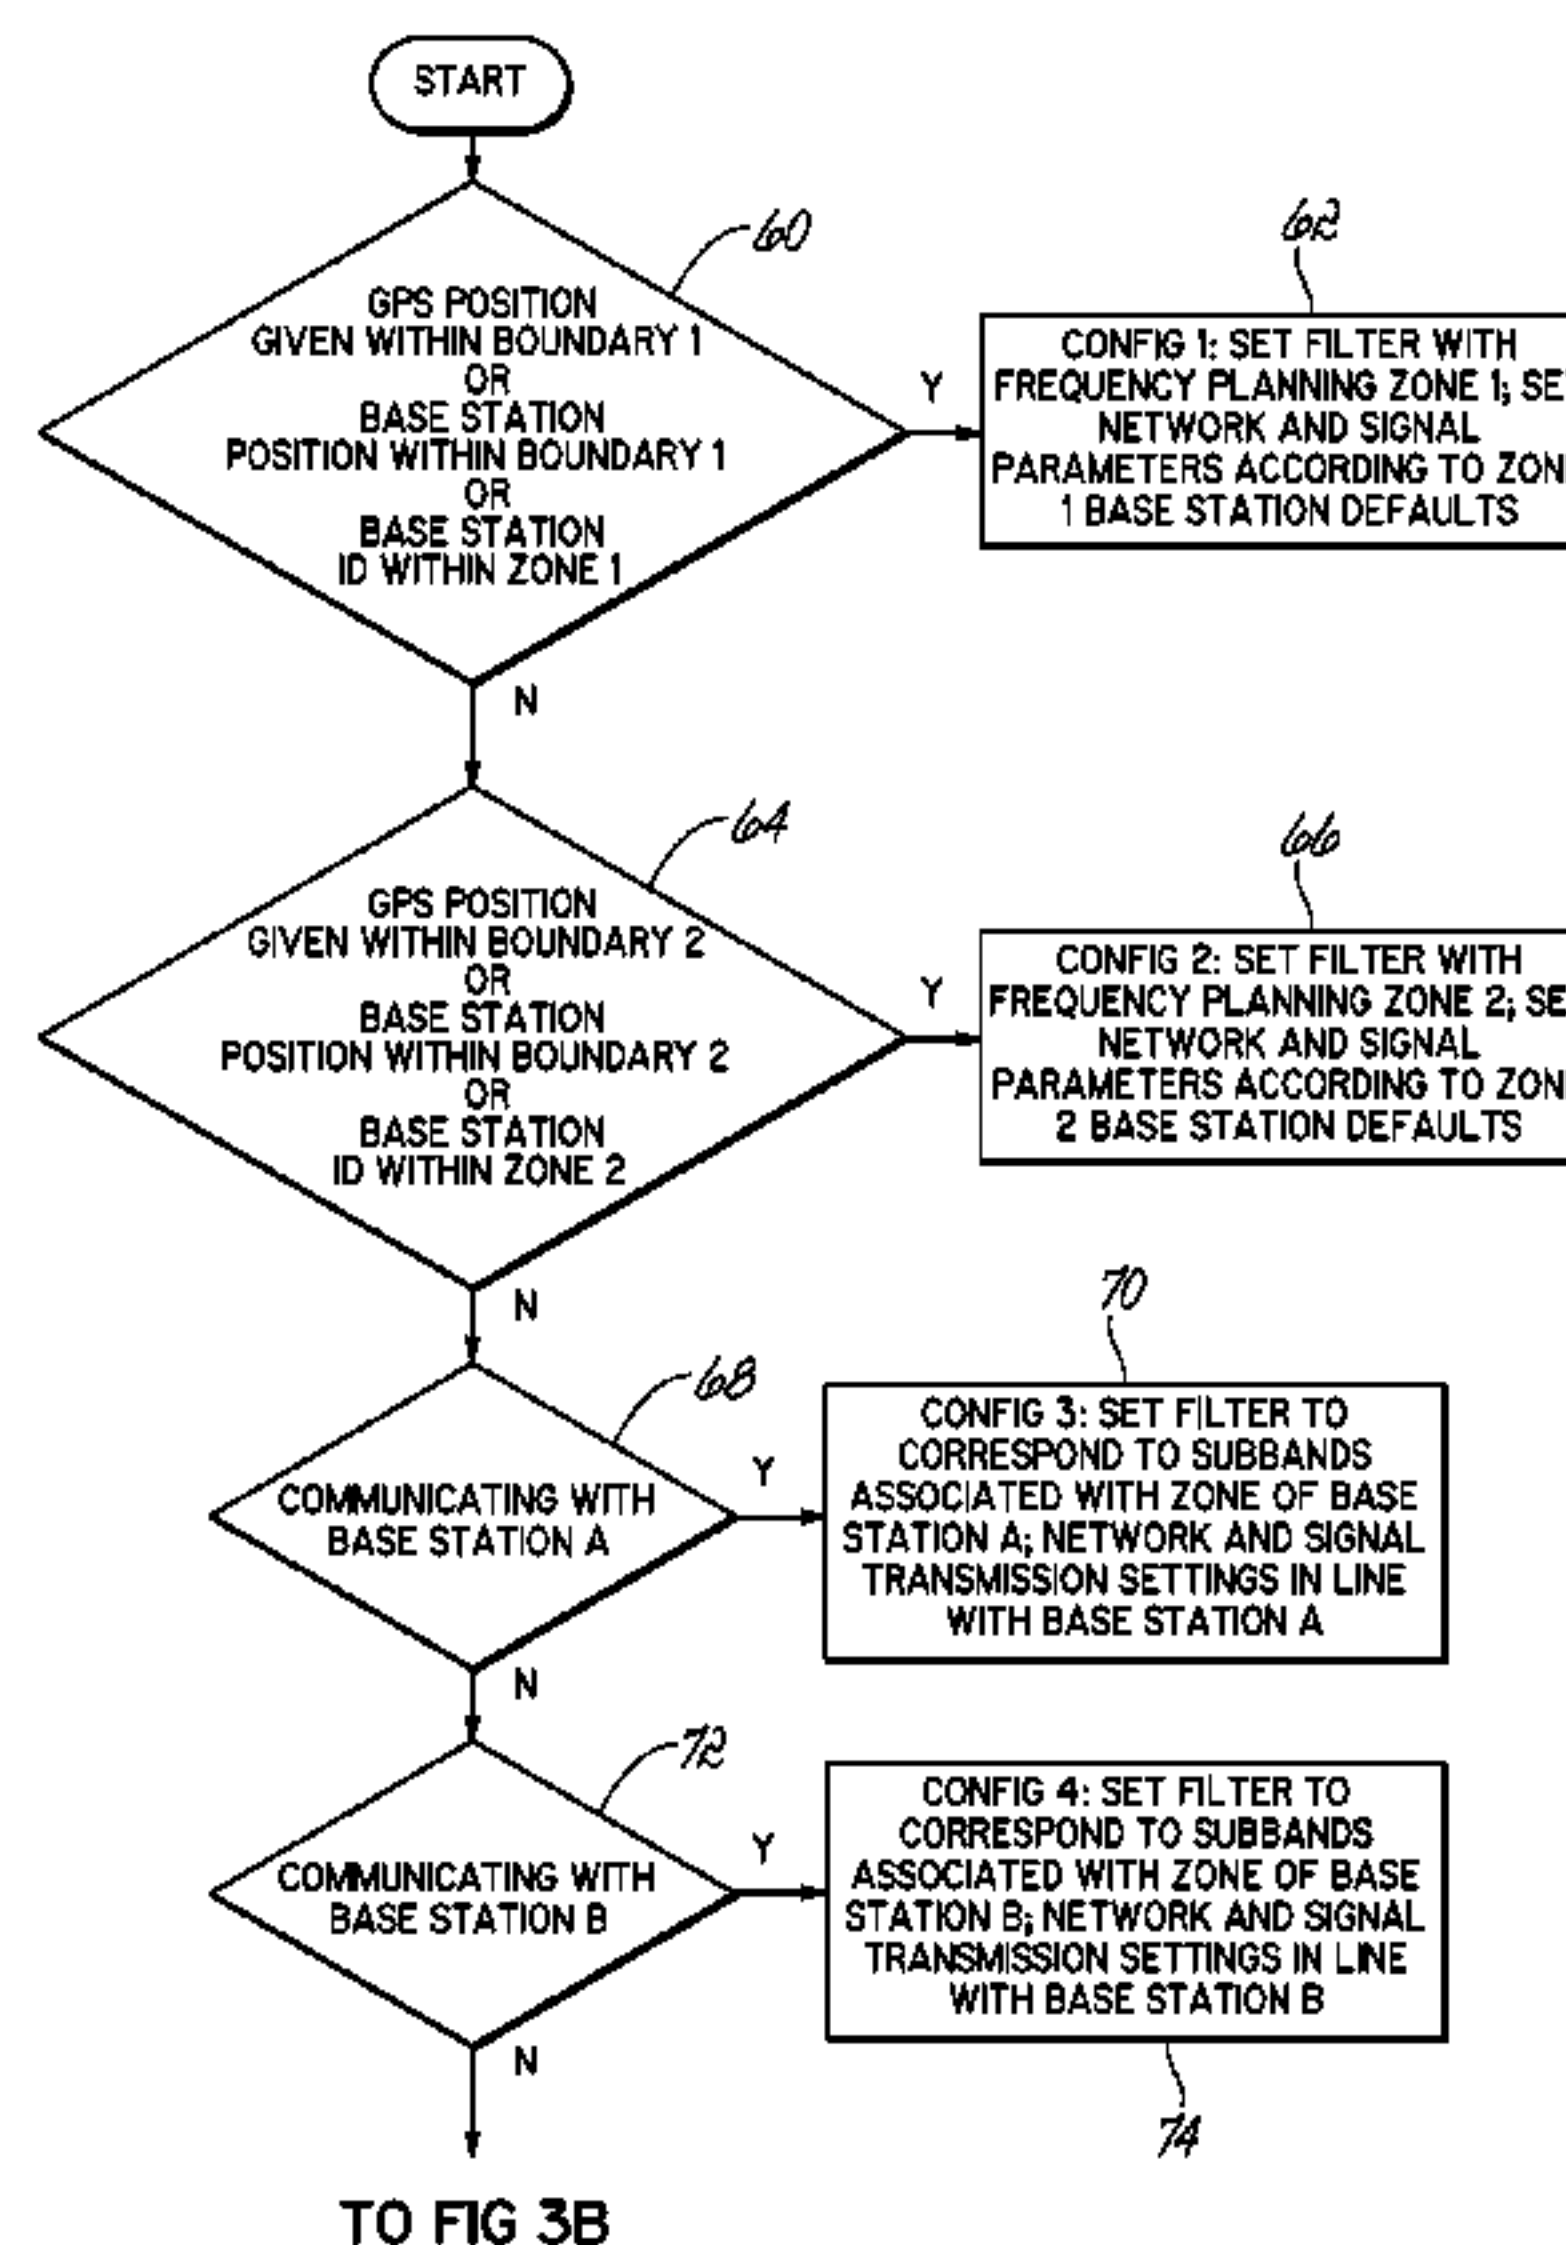 START
60
GPS POSITION
GIVEN WITHIN BOUNDARY 1
OR
BASE STATION
POSITION WITHIN BOUNDARY 1
OR
BASE STATION
ID WITHIN ZONE 1
Y
N
62
CONFIG 1: SET FILTER WITH
FREQUENCY PLANNING ZONE 1; SE
NETWORK AND SIGNAL
PARAMETERS ACCORDING TO ZON
1 BASE STATION DEFAULTS
64
GPS POSITION
GIVEN WITHIN BOUNDARY 2
OR
BASE STATION
POSITION WITHIN BOUNDARY 2
OR
BASE STATION
ID WITHIN ZONE 2
Y
N
66
CONFIG 2: SET FILTER WITH
FREQUENCY PLANNING ZONE 2; SE
NETWORK AND SIGNAL
PARAMETERS ACCORDING TO ZON
2 BASE STATION DEFAULTS
68
COMMUNICATING WITH
BASE STATION A
Y
N
70
CONFIG 3: SET FILTER TO
CORRESPOND TO SUBBANDS
ASSOCIATED WITH ZONE OF BASE
STATION A; NETWORK AND SIGNAL
TRANSMISSION SETTINGS IN LINE
WITH BASE STATION A
72
COMMUNICATING WITH
BASE STATION B
Y
N
CONFIG 4: SET FILTER TO
CORRESPOND TO SUBBANDS
ASSOCIATED WITH ZONE OF BASE
STATION B; NETWORK AND SIGNAL
TRANSMISSION SETTINGS IN LINE
WITH BASE STATION B
74
TO FIG 3B